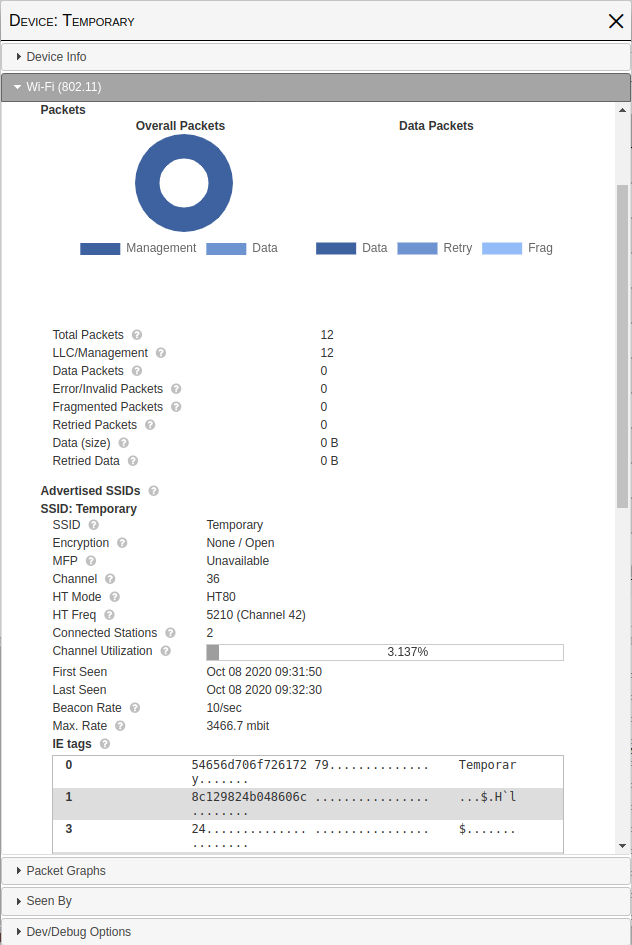 Device: Temporary
Device Info
Wi-Fi (802.11)
Packets
Overall Packets Data Packets
Management Data Data Retry Frag
Total Packets 12
LLC/Management 12
Data Packets 0
Error/Invalid Packets 0
Fragmented Packets 0
Retried Packets 0
Data (size) 0 B
Retried Data 0 B
Advertised SSIDs
SSID: Temporary
SSID Temporary
Encryption None / Open
MFP Unavailable
Channel 36
HT Mode HT80
HT Freq 5210 (Channel 42)
Connected Stations 2
Channel Utilization 3.137%
First Seen Oct 08 2020 09:31:50
Last Seen Oct 08 2020 09:32:30
Beacon Rate 10/sec
Max. Rate 3466.7 mbit
IE tags
0 54656d706f726172 79.............. Temporar
y.......
1 8c129824b048606c ................ ...$.H`l
........
3 24.............. ................ $.......
........
Packet Graphs
Seen By
Dev/Debug Options